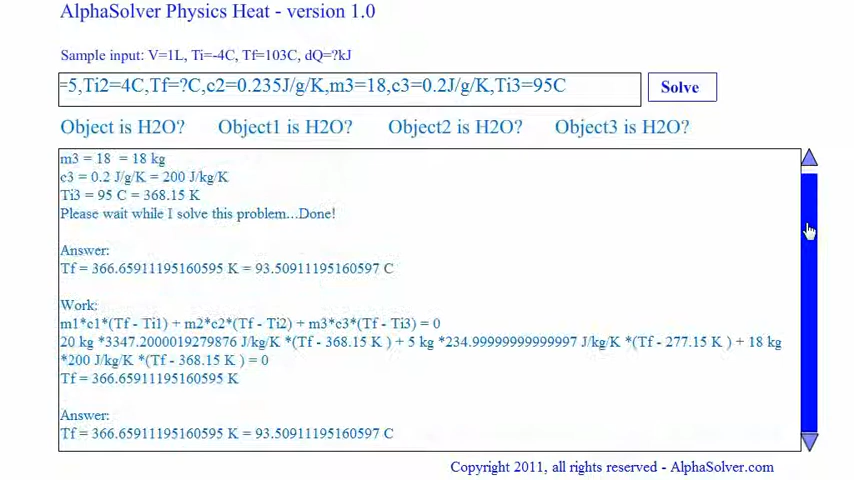 AlphaSolver Physics Heat - version 1.0
Sample input: V=1L, Ti=-4C, Tf=103C, dQ=?kJ
=5,Ti2=4C,Tf=?C,c2=0.235J/g/K,m3=18,c3=0.2J/g/K,Ti3=95C
Solve
Object is H2O? Object1 is H2O? Object2 is H2O? Object3 is H2O?
m3 = 18 = 18 kg
c3 = 0.2 J/g/K = 200 J/kg/K
Ti3 = 95 C = 368.15 K
Please wait while I solve this problem...Done!
Answer:
Tf = 366.65911195160595 K = 93.50911195160597 C
Work:
m1*c1*(Tf - Ti1) + m2*c2*(Tf - Ti2) + m3*c3*(Tf - Ti3) = 0
20 kg *3347.2000019279876 J/kg/K *(Tf - 368.15 K ) + 5 kg *234.99999999999997 J/kg/K *(Tf - 277.15 K ) + 18 kg
*200 J/kg/K *(Tf - 368.15 K ) = 0
Tf = 366.65911195160595 K
Answer:
Tf = 366.65911195160595 K = 93.50911195160597 C
Copyright 2011, all rights reserved - AlphaSolver.com